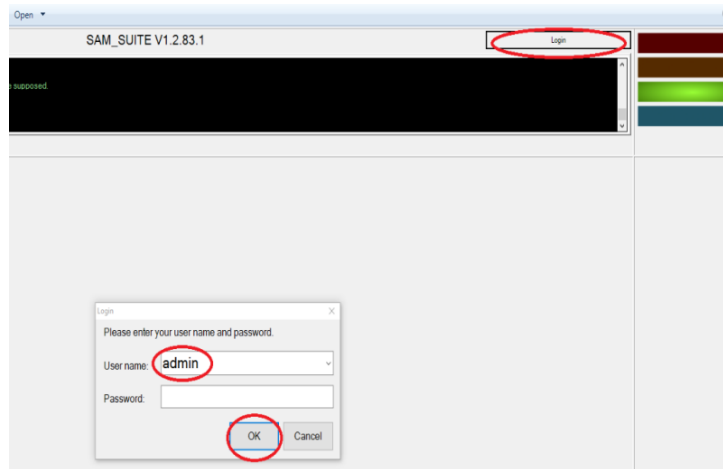 Open
SAM_SUITE V1.2.83.1
Login
e supposed.
Login
Please enter your user name and password.
User name: admin
Password:
OK Cancel